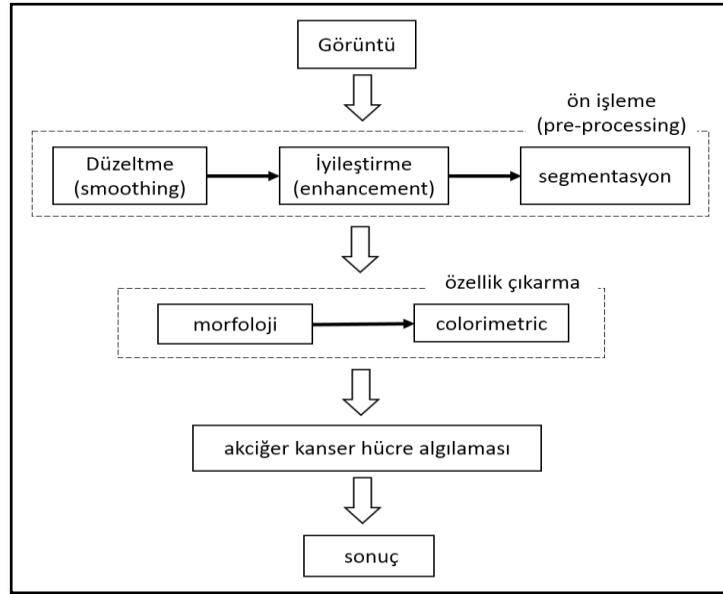 Görüntü
ön işleme
(pre-processing)
Düzeltme
(smoothing)
İyileştirme
(enhancement)
segmentasyon
özellik çıkarma
morfoloji
colorimetric
akciğer kanser hücre algılaması
sonuç